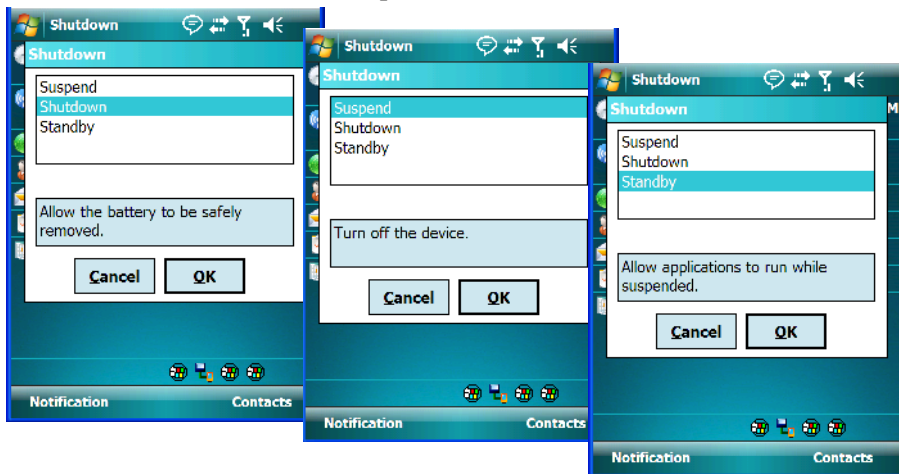 Shutdown
Shutdown
Suspend
Shutdown
Standby
Allow the battery to be safely
removed.
Cancel
OK
Notification
Contacts
Shutdown
Shutdown
Suspend
Shutdown
Standby
Turn off the device.
Cancel
OK
Notification
Contacts
Shutdown
Shutdown
M
Suspend
Shutdown
Standby
Allow applications to run while
suspended.
Cancel
OK
Notification
Contacts